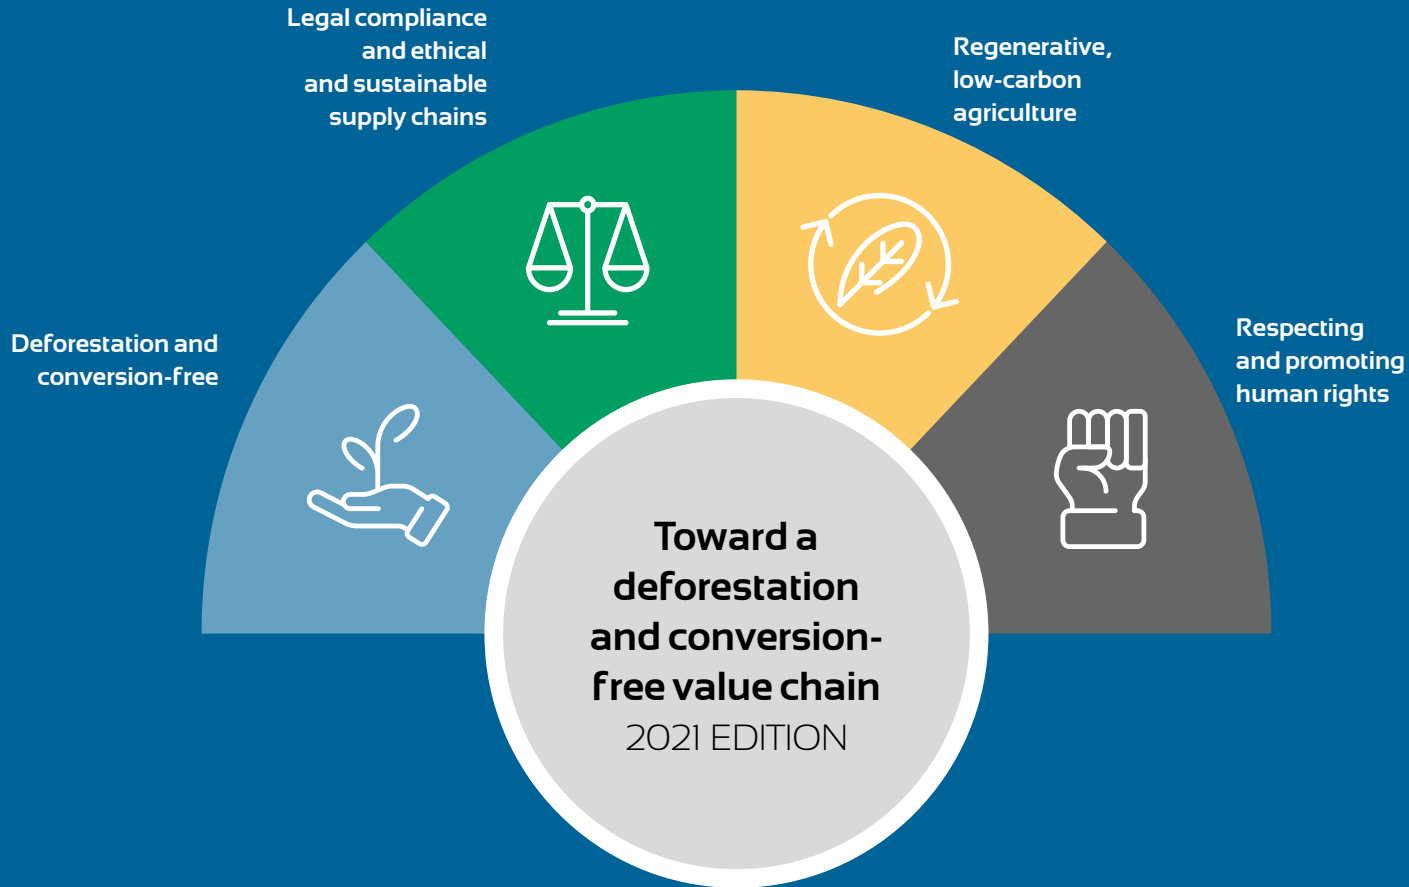 Legal compliance
and ethical
and sustainable
supply chains
Regenerative,
low-carbon
agriculture
Deforestation and
conversion-free
Respecting
and promoting
human rights
Toward a
deforestation
and conversion-
free value chain
2021 EDITION